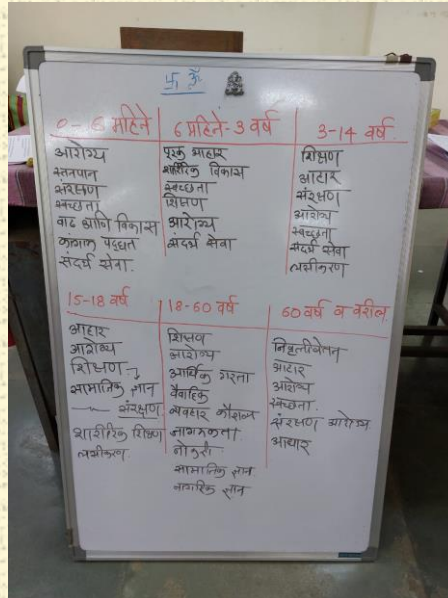 卐 ॐ
0 - 6 महिने
आरोग्य
स्तनपान
संरक्षण
स्वच्छता
वाढ आणि विकास
पद्धत
संदर्भ सेवा.
6 महिने - 3 वर्ष
पूरक आहार
शारीरिक विकास
स्वच्छता
शिक्षण
आरोग्य
संदर्भ सेवा
3-14 वर्ष
शिक्षण
आहार
संरक्षण
आरोग्य
स्वच्छता
संदर्भ सेवा
लसीकरण
15-18 वर्ष
आहार
आरोग्य
शिक्षण
सामाजिक ज्ञान
संरक्षण
शारीरिक शिक्षण
लसीकरण
18-60 वर्ष
शिक्षण
आरोग्य
आर्थिक गरजा
वैवाहिक
व्यवहार कौशल्य
जागरूकता
नोकरी
सामाजिक ज्ञान
नागरिक ज्ञान
60 वर्ष व वरील
आहार
आरोग्य
स्वच्छता.
संरक्षण आरोग्य
आधार